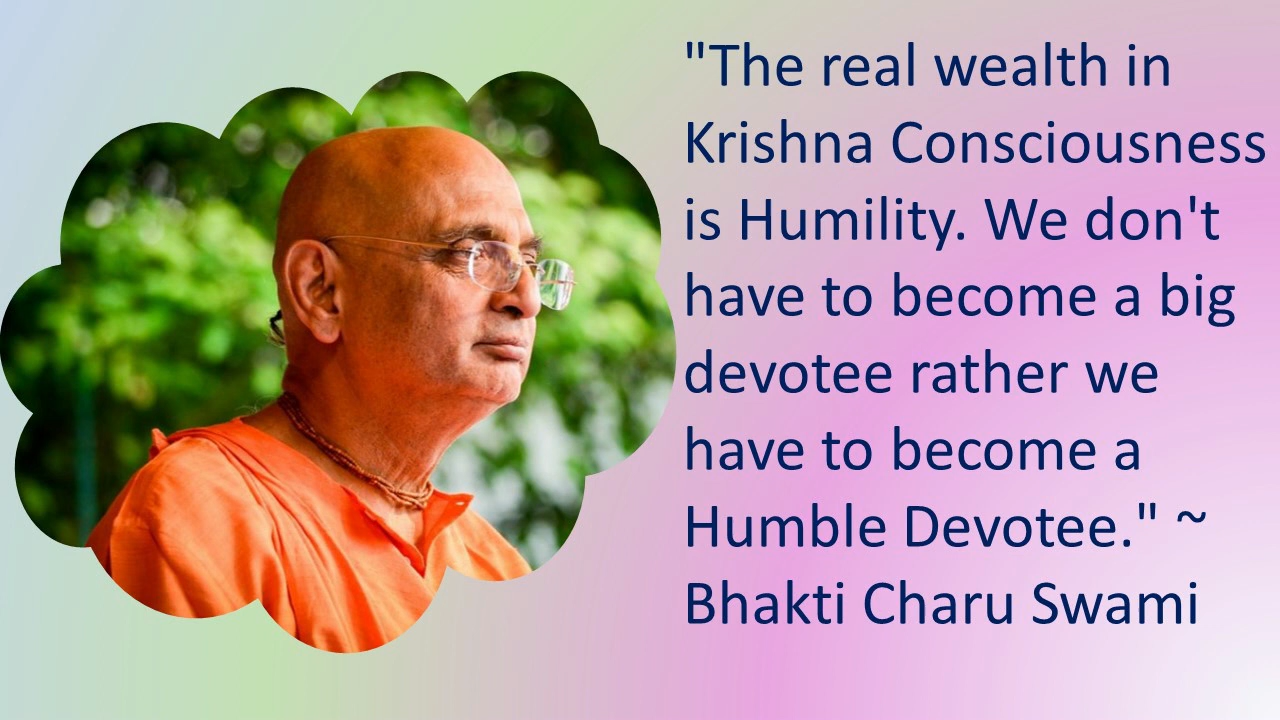 "The real wealth in
Krishna Consciousness
is Humility. We don't
have to become a big
devotee rather we
have to become a
Humble Devotee." ~
Bhakti Charu Swami